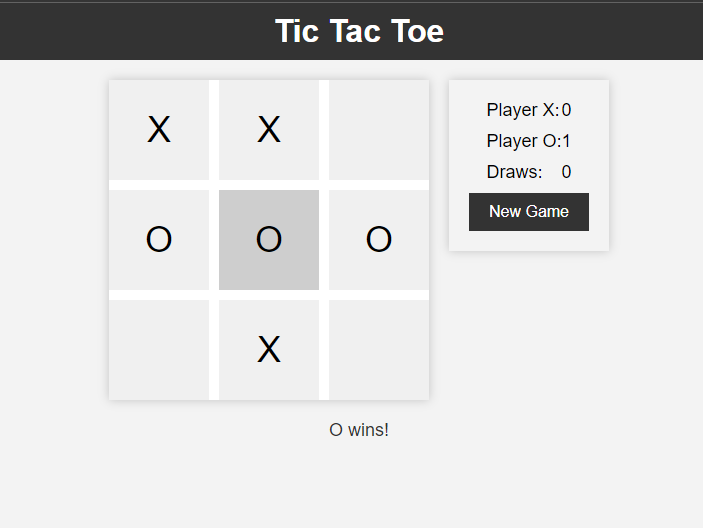 Tic Tac Toe
X X
O O O
X
Player X: 0
Player O: 1
Draws: 0
New Game
O wins!